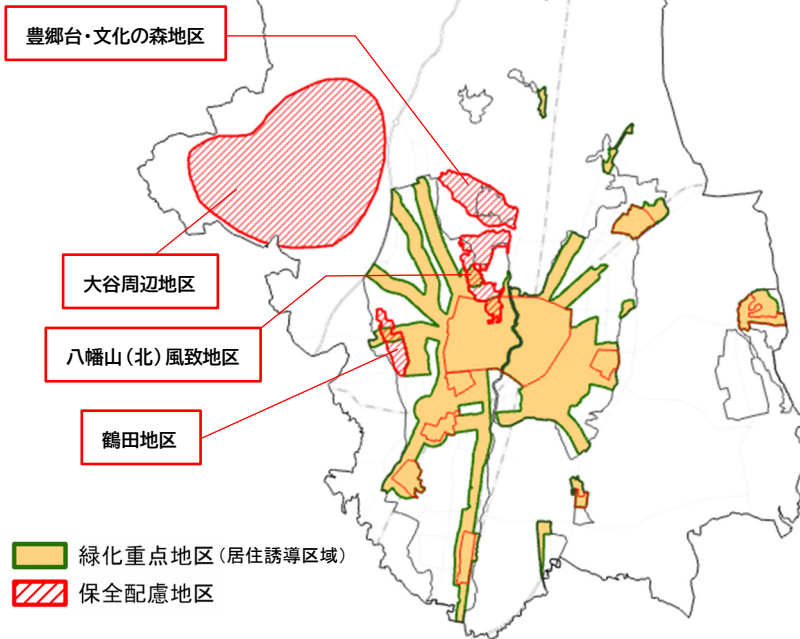 豊郷台・文化の森地区
大谷周辺地区
八幡山(北)風致地区
鶴田地区
緑化重点地区(居住誘導区域)
保全配慮地区